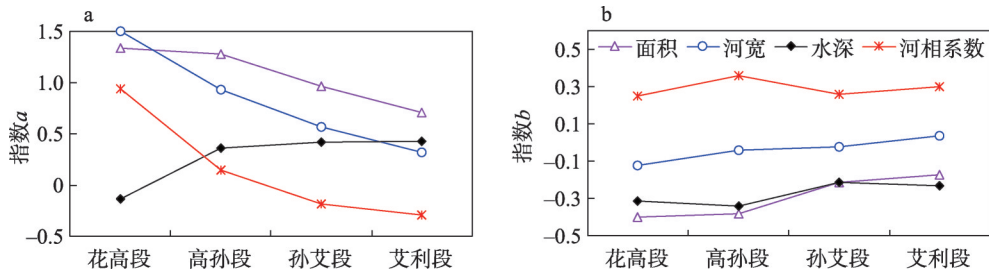 a
1.5
1.0
0.5
0
–0.5
指数a
花高段 高孙段 孙艾段 艾利段
b
0.5
0.3
0.1
–0.1
–0.3
–0.5
指数b
面积 河宽 水深 河相系数
花高段 高孙段 孙艾段 艾利段